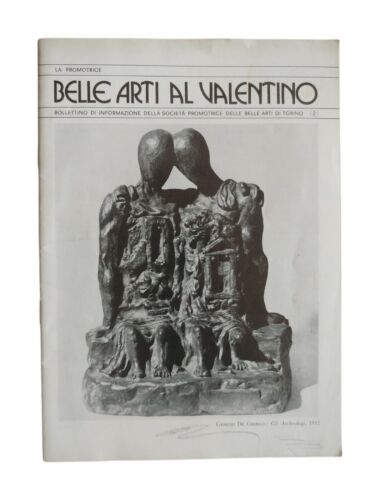 LA PROMOTRICE
BELLE ARTI AL VALENTINO
BOLLETTINO DI INFORMAZIONE DELLA SOCIETÀ PROMOTRICE DELLE BELLE ARTI DI TORINO (2)
GIORGIO DE CHIRICO: Gli Archeologi,